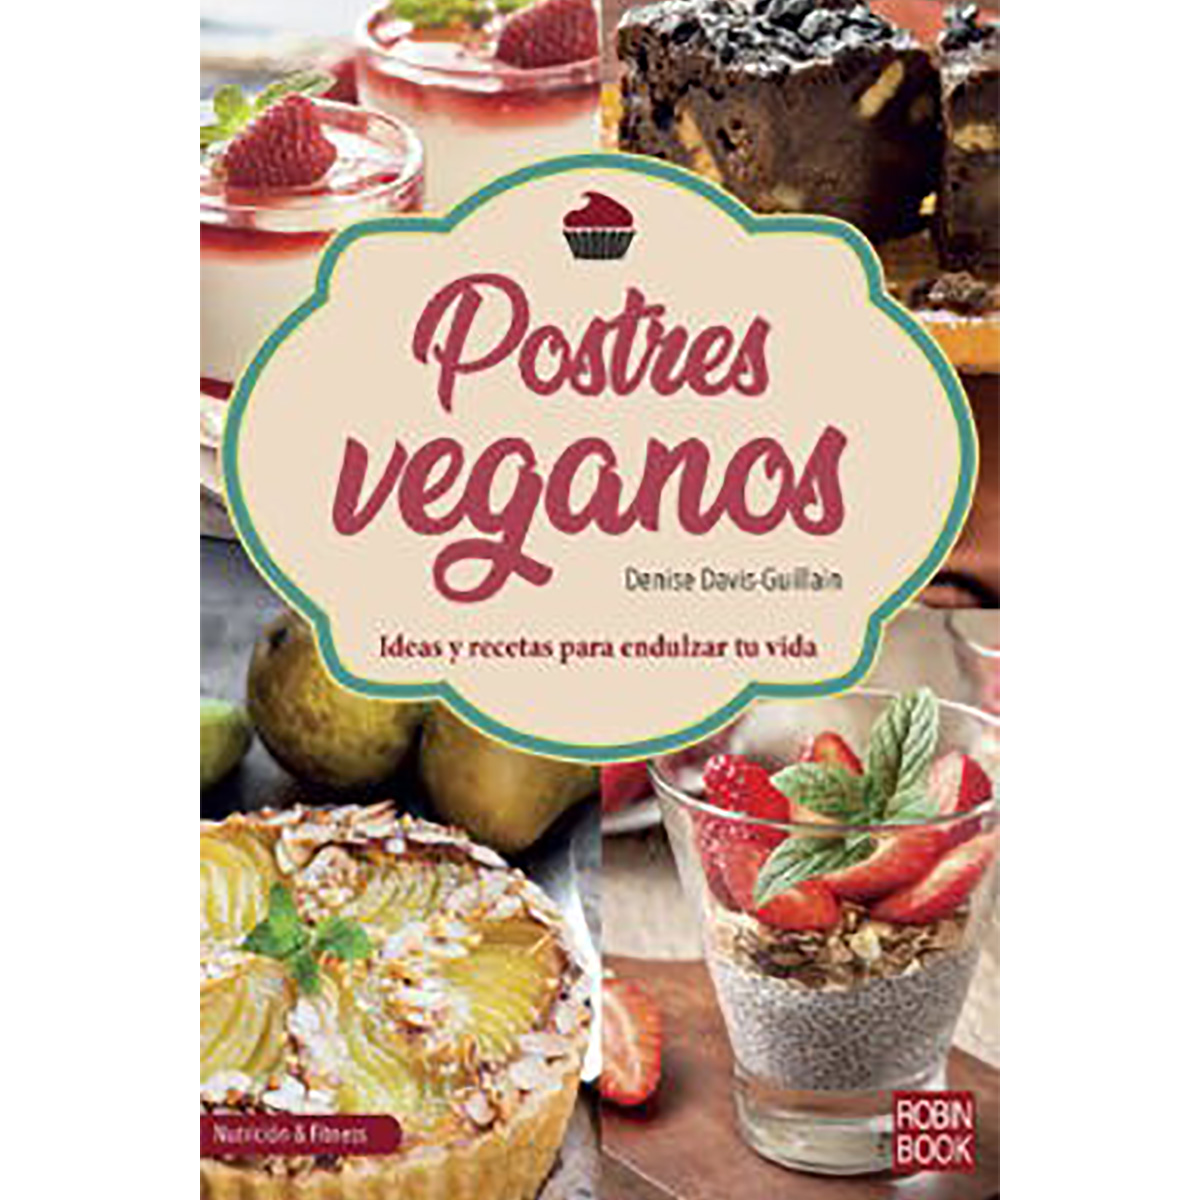 Postres
veganos
Denise Davis-Guillain
Ideas y recetas para endulzar tu vida
Nutrición & Fitness
ROBIN
BOOK